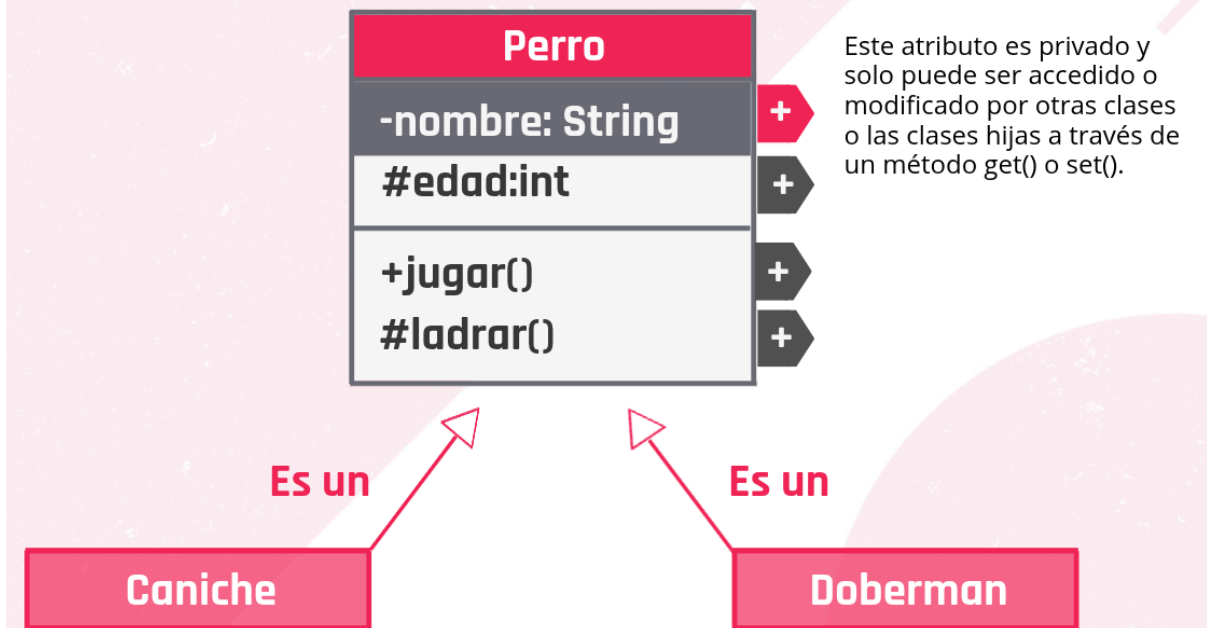 Perro
-nombre: String
+
#edad:int
+
+jugar()
+
#ladrar()
+
Este atributo es privado y
solo puede ser accedido o
modificado por otras clases
o las clases hijas a través de
un método get() o set().
Es un
Es un
Caniche
Doberman